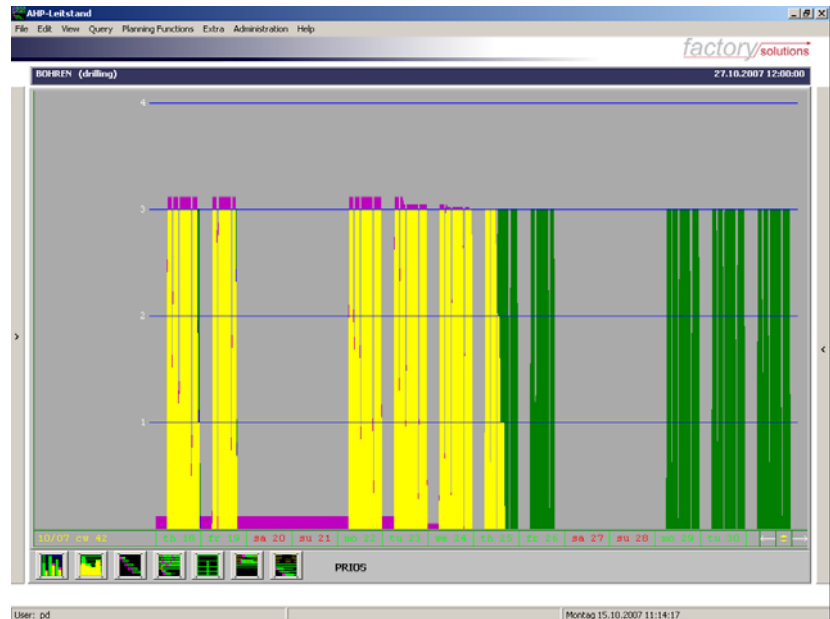 AHP-Leitstand
File Edit View Query Planning Functions Extra Administration Help
factory/solutions
BOHREN (drilling) 27.10.2007 12:00:00
4
3
2
1
10/07 cw 42 th 18 fr 19 sa 20 su 21 mo 22 tu 23 we 24 th 25 fr 26 sa 27 su 28 mo 29 tu 30
PRIOS
User: pd Montag 15.10.2007 11:14:17